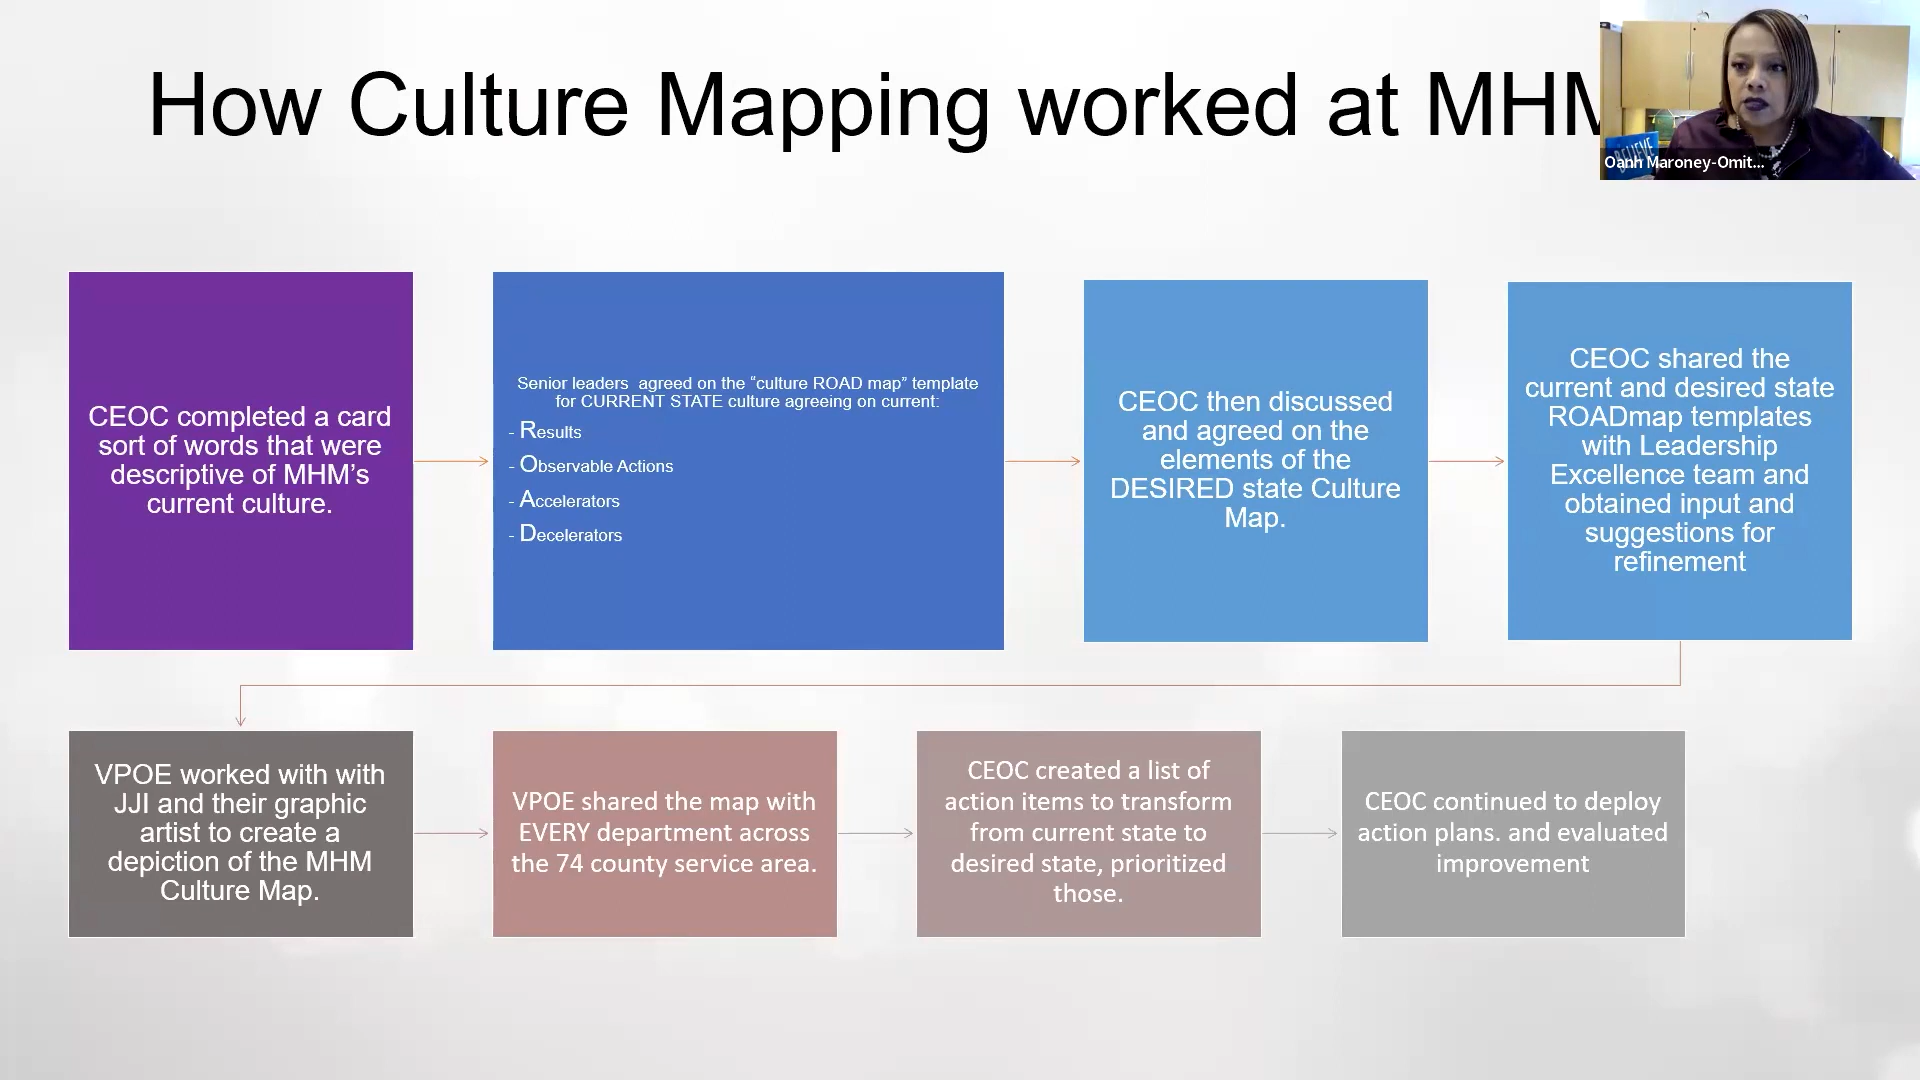 How Culture Mapping worked at MHM
BELIEVE
Oanh Maroney-Omit...
CEOC completed a card
sort of words that were
descriptive of MHM’s
current culture.
Senior leaders  agreed on the “culture ROAD map” template
for CURRENT STATE culture agreeing on current:
- Results
- Observable Actions
- Accelerators
- Decelerators
CEOC then discussed
and agreed on the
elements of the
DESIRED state Culture
Map.
CEOC shared the
current and desired state
ROADmap templates
with Leadership
Excellence team and
obtained input and
suggestions for
refinement
VPOE worked with with
JJI and their graphic
artist to create a
depiction of the MHM
Culture Map.
VPOE shared the map with
EVERY department across
the 74 county service area.
CEOC created a list of
action items to transform
from current state to
desired state, prioritized
those.
CEOC continued to deploy
action plans. and evaluated
improvement